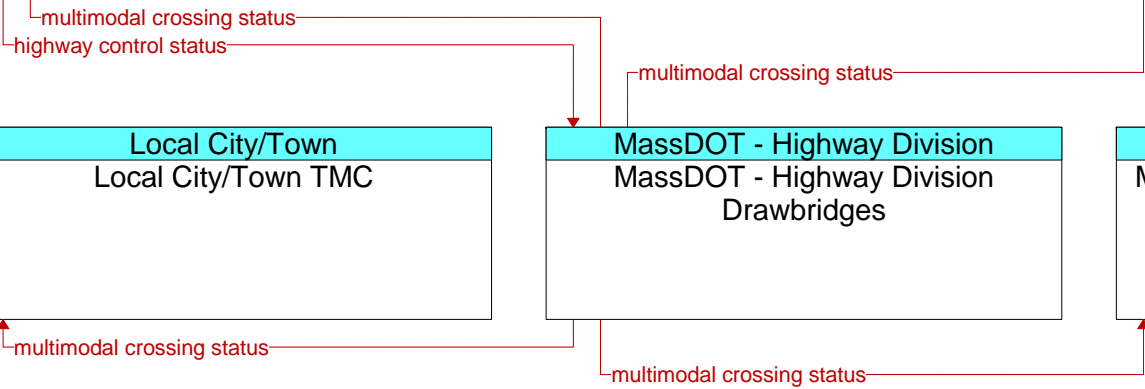 multimodal crossing status
highway control status
multimodal crossing status
Local City/Town
Local City/Town TMC
MassDOT - Highway Division
MassDOT - Highway Division
Drawbridges
multimodal crossing status
multimodal crossing status